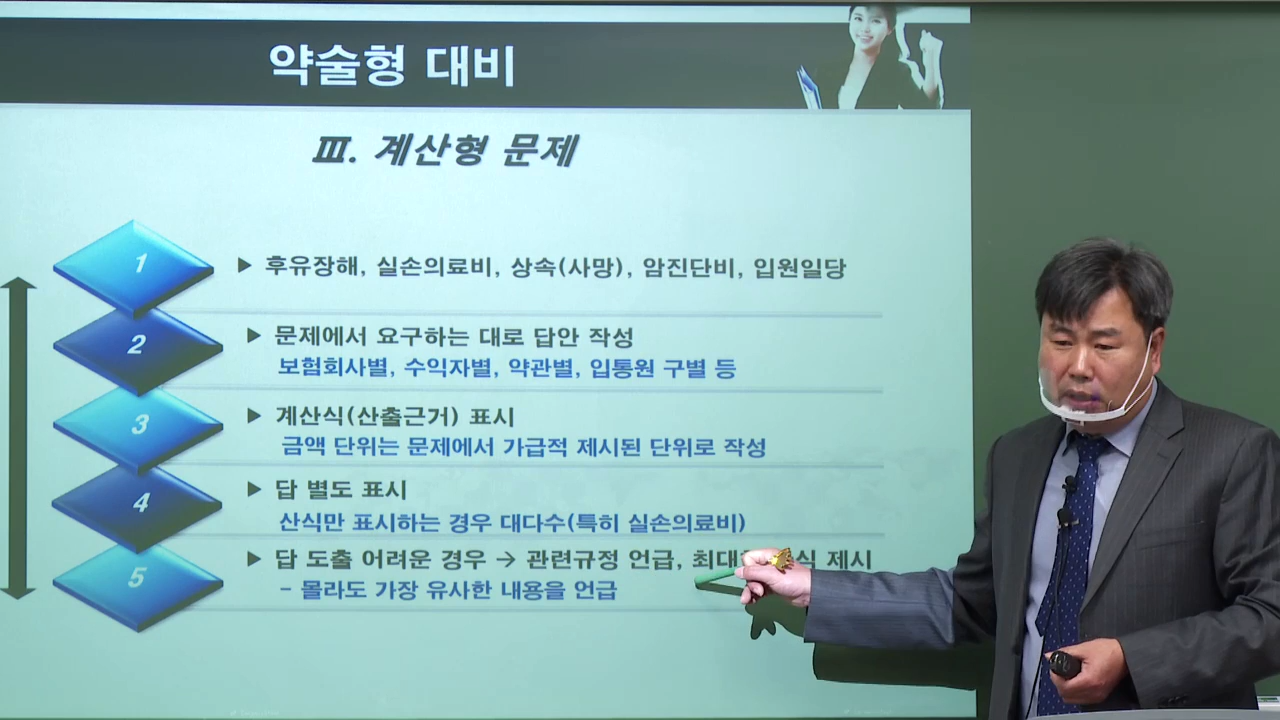 약술형 대비
Ⅲ. 계산형 문제
1
▶ 후유장해, 실손의료비, 상속(사망), 암진단비, 입원일당
2
▶ 문제에서 요구하는 대로 답안 작성
보험회사별, 수익자별, 약관별, 입통원 구별 등
3
▶ 계산식(산출근거) 표시
금액 단위는 문제에서 가급적 제시된 단위로 작성
4
▶ 답 별도 표시
산식만 표시하는 경우 대다수(특히 실손의료비)
5
▶ 답 도출 어려운 경우 → 관련규정 언급, 제시
- 몰라도 가장 유사한 내용을 언급